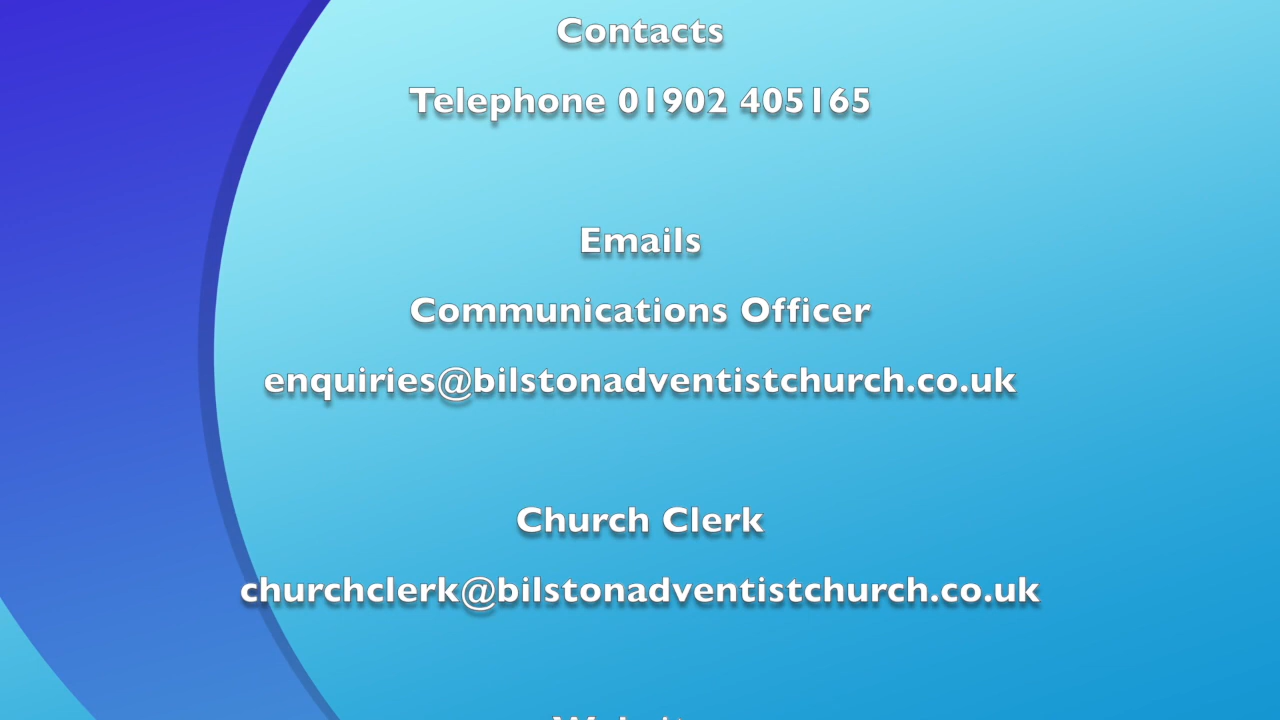 Contacts
Telephone 01902 405165
Emails
Communications Officer
enquiries@bilstonadventistchurch.co.uk
Church Clerk
churchclerk@bilstonadventistchurch.co.uk